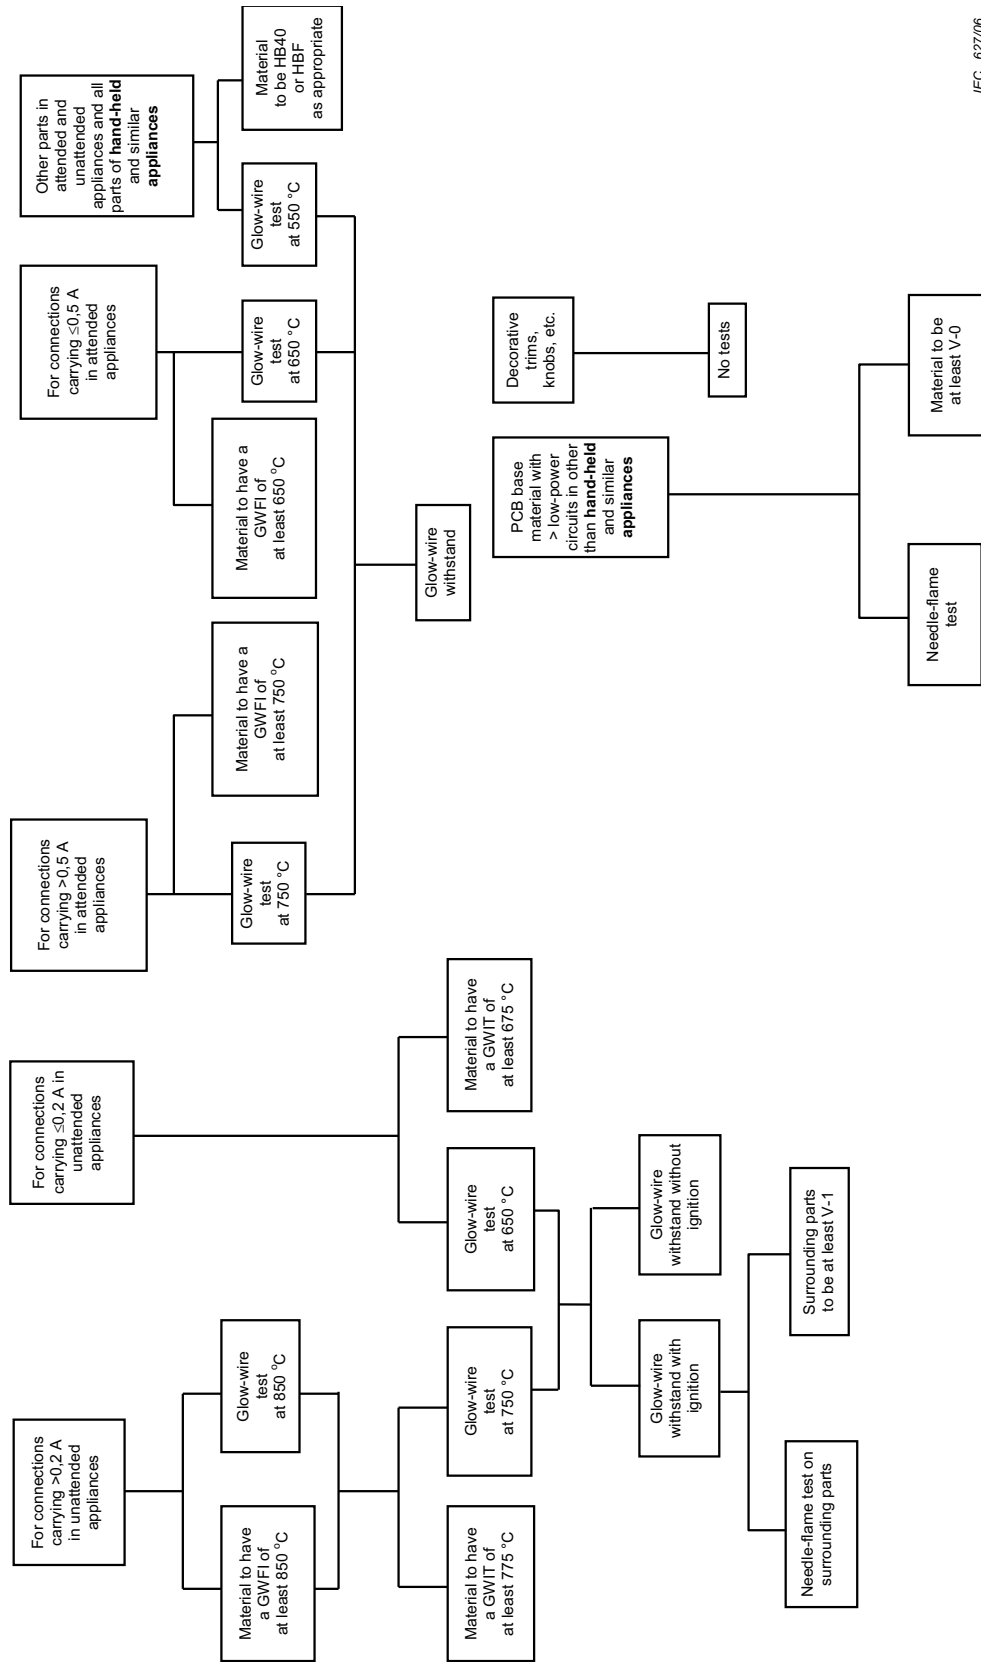 For connections
carrying >0,2 A
in unattended
appliances
Material to have
a GWFI of
at least 850 °C
Glow-wire
test
at 850 °C
Material to have
a GWIT of
at least 775 °C
Glow-wire
test
at 750 °C
For connections
carrying ≤0,2 A in
unattended
appliances
Glow-wire
test
at 650 °C
Material to have
a GWIT of
at least 675 °C
Glow-wire
withstand with
ignition
Glow-wire
withstand without
ignition
Needle-flame test on
surrounding parts
Surrounding parts
to be at least V-1
For connections
carrying >0,5 A
in attended
appliances
Glow-wire
test
at 750 °C
Material to have a
GWFI of
at least 750 °C
For connections
carrying ≤0,5 A
in attended
appliances
Material to have a
GWFI of
at least 650 °C
Glow-wire
test
at 650 °C
Other parts in
attended and
unattended
appliances and all
parts of hand-held
and similar
appliances
Glow-wire
test
at 550 °C
Material
to be HB40
or HBF
as appropriate
Glow-wire
withstand
PCB base
material with
> low-power
circuits in other
than hand-held
and similar
appliances
Needle-flame
test
Material to be
at least V-0
Decorative
trims,
knobs, etc.
No tests
IEC 627/06